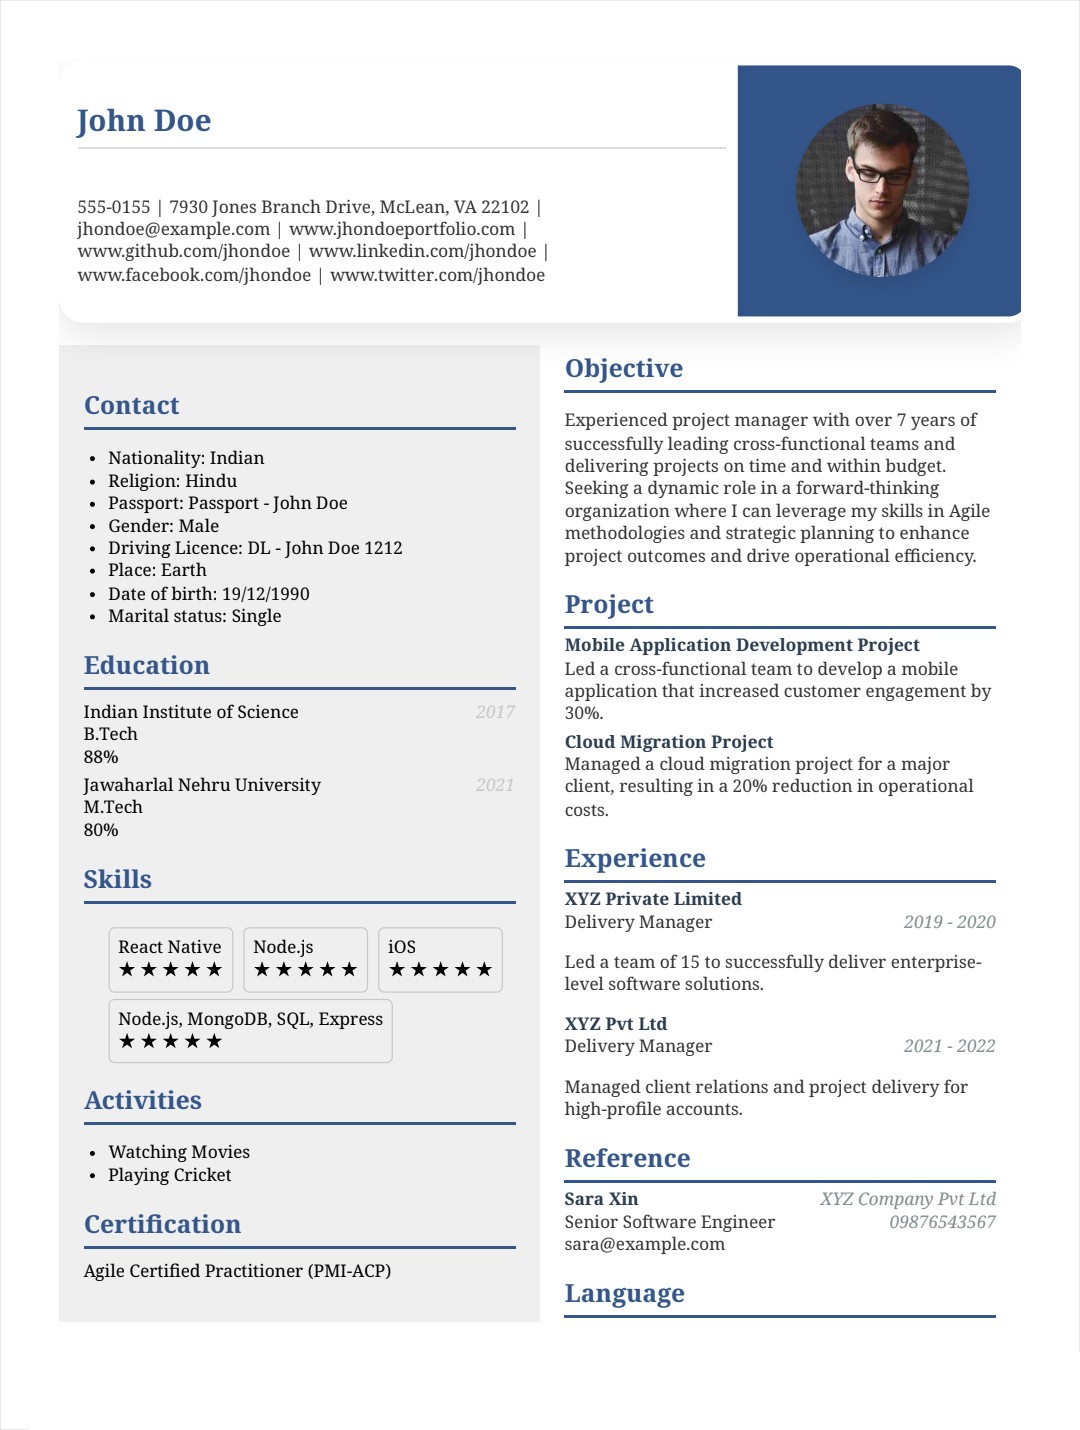 John Doe
555-0155 | 7930 Jones Branch Drive, McLean, VA 22102 |
jhondoe@example.com | www.jhondoeportfolio.com |
www.github.com/jhondoe | www.linkedin.com/jhondoe |
www.facebook.com/jhondoe | www.twitter.com/jhondoe
Contact
• Nationality: Indian
• Religion: Hindu
• Passport: Passport - John Doe
• Gender: Male
• Driving Licence: DL - John Doe 1212
• Place: Earth
• Date of birth: 19/12/1990
• Marital status: Single
Education
Indian Institute of Science 2017
B.Tech
88%
Jawaharlal Nehru University 2021
M.Tech
80%
Skills
React Native Node.js iOS
★★★★★ ★★★★★ ★★★★★
Node.js, MongoDB, SQL, Express
★★★★★
Activities
• Watching Movies
• Playing Cricket
Certification
Agile Certified Practitioner (PMI-ACP)
Objective
Experienced project manager with over 7 years of
successfully leading cross-functional teams and
delivering projects on time and within budget.
Seeking a dynamic role in a forward-thinking
organization where I can leverage my skills in Agile
methodologies and strategic planning to enhance
project outcomes and drive operational efficiency.
Project
Mobile Application Development Project
Led a cross-functional team to develop a mobile
application that increased customer engagement by
30%.
Cloud Migration Project
Managed a cloud migration project for a major
client, resulting in a 20% reduction in operational
costs.
Experience
XYZ Private Limited
Delivery Manager 2019 - 2020
Led a team of 15 to successfully deliver enterprise-
level software solutions.
XYZ Pvt Ltd
Delivery Manager 2021 - 2022
Managed client relations and project delivery for
high-profile accounts.
Reference
Sara Xin XYZ Company Pvt Ltd
Senior Software Engineer 09876543567
sara@example.com
Language